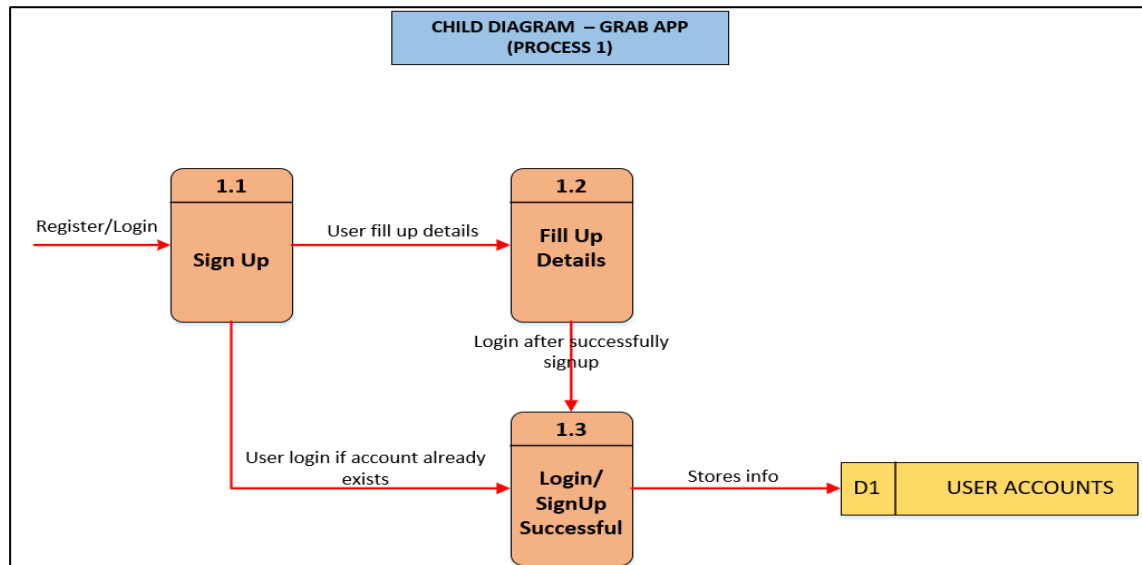 CHILD DIAGRAM – GRAB APP
(PROCESS 1)
1.1
Sign Up
Register/Login
User fill up details
1.2
Fill Up
Details
Login after successfully
signup
User login if account already
exists
1.3
Login/
SignUp
Successful
Stores info
D1
USER ACCOUNTS